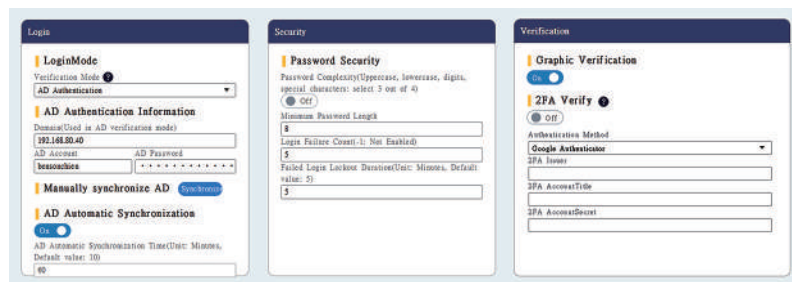 Login
LoginMode
Verification Mode ?
AD Authentication
AD Authentication Information
Domain(Used in AD verification mode)
192.168.80.40
AD Account AD Password
bensonchien ••••••••••••
Manually synchronize AD Synchronize
AD Automatic Synchronization
On
AD Automatic Synchronization Time(Unit: Minutes,
Default value: 10)
60
Security
Password Security
Password Complexity(Uppercase, lowercase, digits,
special characters: select 3 out of 4)
Off
Minimum Password Length
8
Login Failure Count(-1: Not Enabled)
5
Failed Login Lockout Duration(Unit: Minutes, Default
value: 5)
5
Verification
Graphic Verification
On
2FA Verify ?
Off
Authentication Method
Google Authenticator
2FA Issuer
2FA AccountTitle
2FA AccountSecret